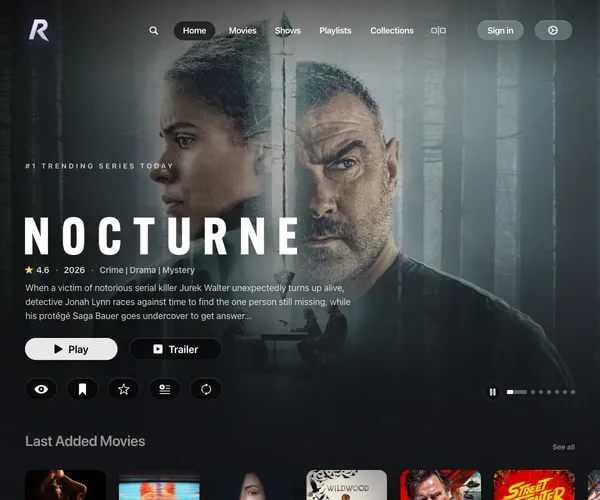 R
Home
Movies
Shows
Playlists
Collections
Sign in
#1 TRENDING SERIES TODAY
NOCTURNE
4.6 · 2026 · Crime | Drama | Mystery
When a victim of notorious serial killer Jurek Walter unexpectedly turns up alive,
detective Jonah Lynn races against time to find the one person still missing, while
his protégé Saga Bauer goes undercover to get answer...
Play
Trailer
Last Added Movies
See all
WILDWOOD
STREET
FIGHTER